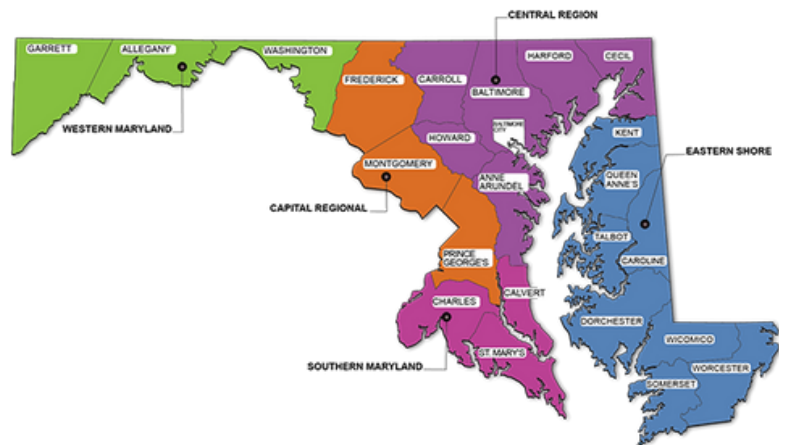 CENTRAL REGION
GARRETT
ALLEGANY
WASHINGTON
FREDERICK
CARROLL
BALTIMORE
HARFORD
CECIL
WESTERN MARYLAND
BALTIMORE
CITY
HOWARD
KENT
EASTERN SHORE
MONTGOMERY
ANNE
ARUNDEL
QUEEN
ANNE'S
CAPITAL REGIONAL
TALBOT
PRINCE
GEORGE'S
CAROLINE
CHARLES
CALVERT
DORCHESTER
WICOMICO
ST. MARY'S
SOUTHERN MARYLAND
WORCESTER
SOMERSET